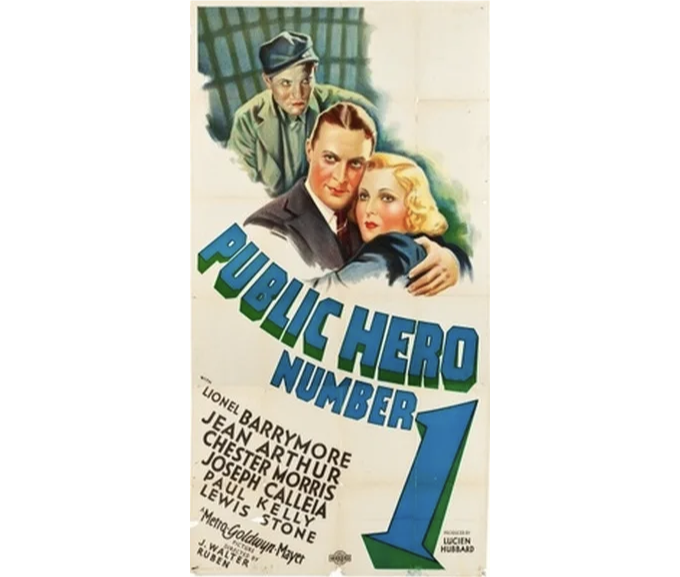 PUBLIC HERO
NUMBER 1
WITH
LIONEL BARRYMORE
JEAN ARTHUR
CHESTER MORRIS
JOSEPH CALLEIA
PAUL KELLY
LEWIS STONE
A Metro-Goldwyn-Mayer
PICTURE
DIRECTED BY
J. WALTER
RUBEN
PRODUCED BY
LUCIEN
HUBBARD